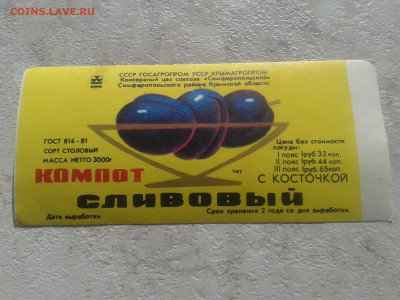 COINS.LAVE.RU
СССР ГОСАГРОПРОМ УССР КРЫМАГРОПРОМ
Консервный цех совхоза «Симферопольский»
Симферопольского района Крымской области
ГОСТ 816-81
СОРТ СТОЛОВЫЙ
МАССА НЕТТО 3000г
Цена без стоимости
посуды:
I пояс 1руб.32 коп.
II пояс 1руб.44 коп.
III пояс 1руб.65коп.
КОМПОТ
С КОСТОЧКОЙ
СЛИВОВЫЙ
Дата выработки
Срок хранения 2 года со дня выработки.